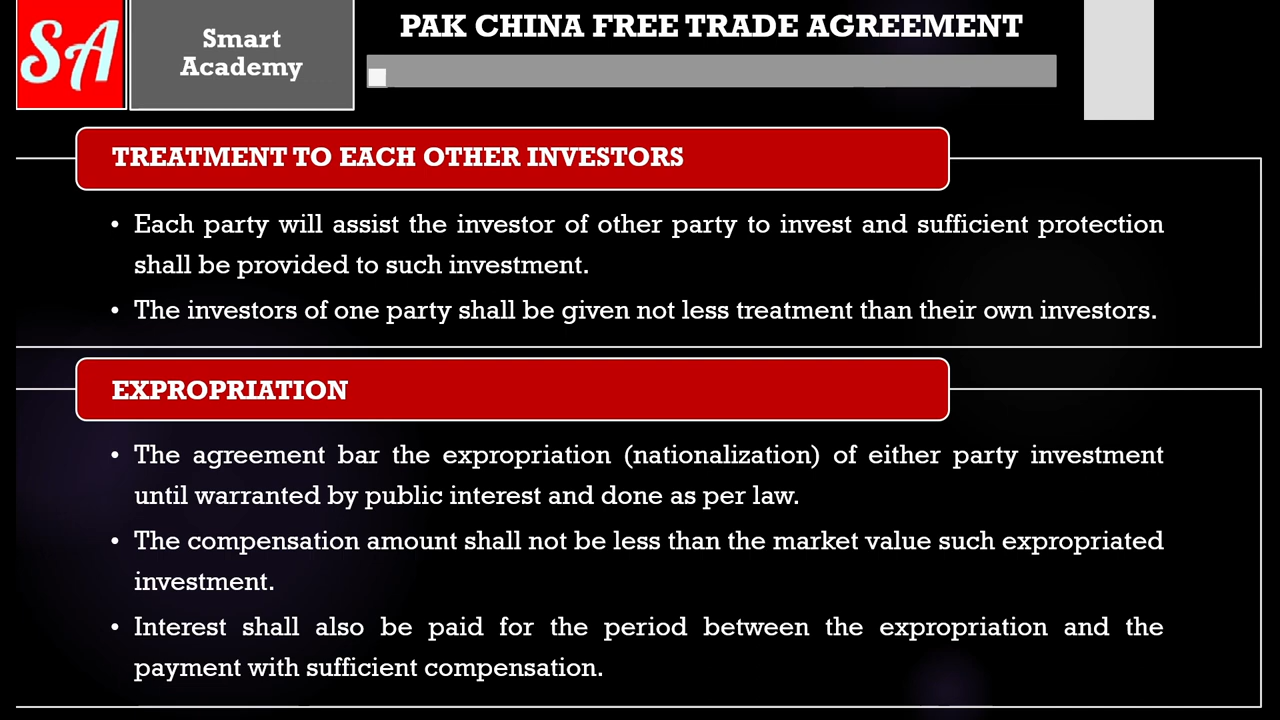 SA
Smart
Academy
PAK CHINA FREE TRADE AGREEMENT
TREATMENT TO EACH OTHER INVESTORS
• Each party will assist the investor of other party to invest and sufficient protection
shall be provided to such investment.
• The investors of one party shall be given not less treatment than their own investors.
EXPROPRIATION
• The agreement bar the expropriation (nationalization) of either party investment
until warranted by public interest and done as per law.
• The compensation amount shall not be less than the market value such expropriated
investment.
• Interest shall also be paid for the period between the expropriation and the
payment with sufficient compensation.